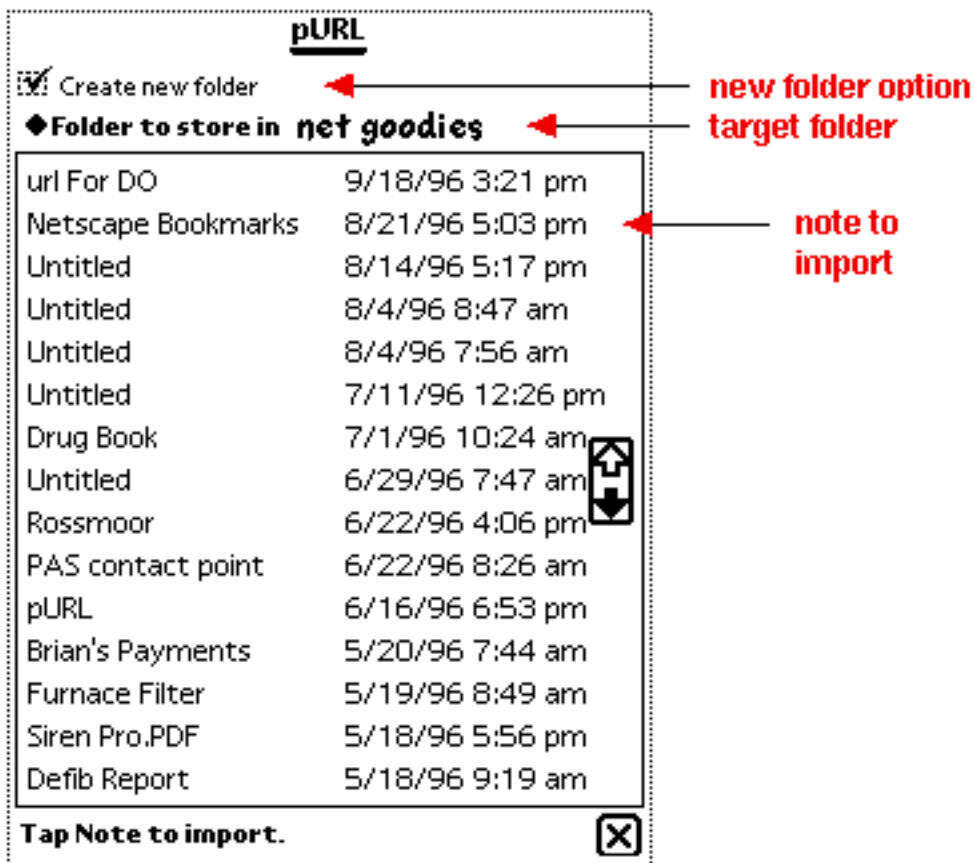 pURL
Create new folder
new folder option
Folder to store in net goodies
target folder
url For DO 9/18/96 3:21 pm
Netscape Bookmarks 8/21/96 5:03 pm
note to
import
Untitled 8/14/96 5:17 pm
Untitled 8/4/96 8:47 am
Untitled 8/4/96 7:56 am
Untitled 7/11/96 12:26 pm
Drug Book 7/1/96 10:24 am
Untitled 6/29/96 7:47 am
Rossmoor 6/22/96 4:06 pm
PAS contact point 6/22/96 8:26 am
pURL 6/16/96 6:53 pm
Brian's Payments 5/20/96 7:44 am
Furnace Filter 5/19/96 8:49 am
Siren Pro.PDF 5/18/96 5:56 pm
Defib Report 5/18/96 9:19 am
Tap Note to import.